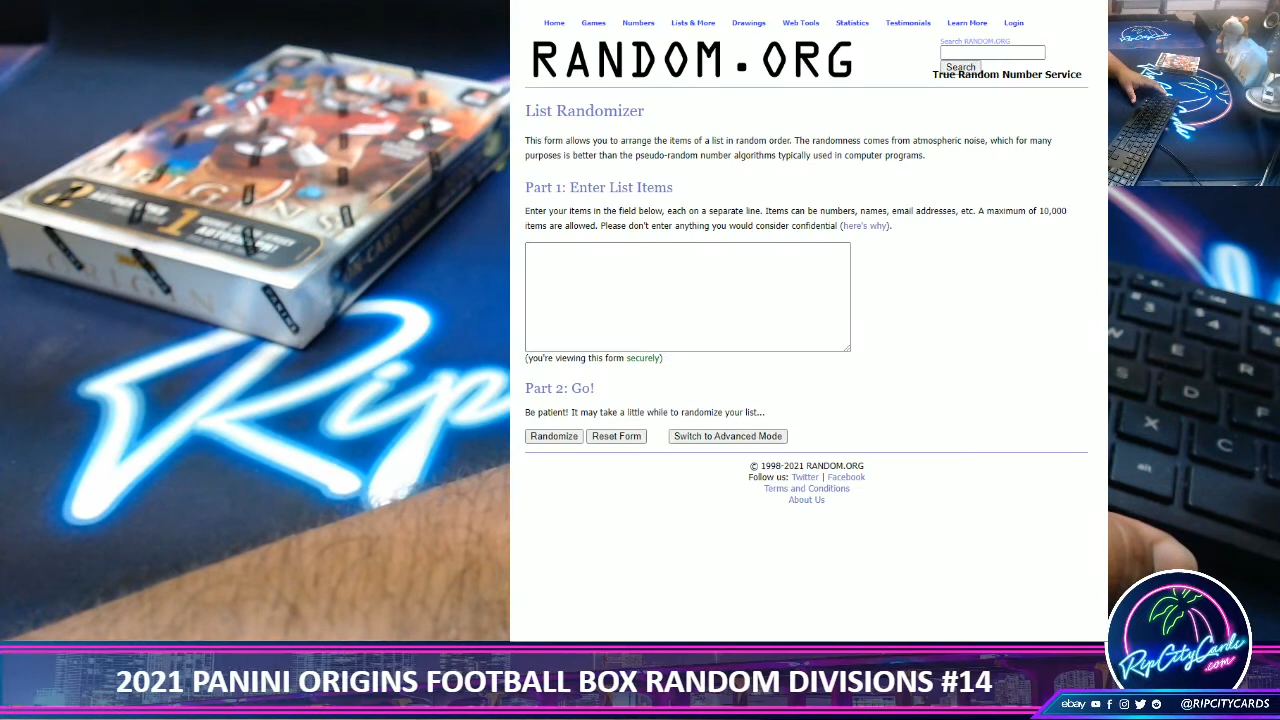 Home Games Numbers Lists & More Drawings Web Tools Statistics Testimonials Learn More Login
RANDOM.ORG
Search RANDOM.ORG
Search
True Random Number Service
List Randomizer
This form allows you to arrange the items of a list in random order. The randomness comes from atmospheric noise, which for many
purposes is better than the pseudo-random number algorithms typically used in computer programs.
Part 1: Enter List Items
Enter your items in the field below, each on a separate line. Items can be numbers, names, email addresses, etc. A maximum of 10,000
items are allowed. Please don't enter anything you would consider confidential (here's why).
(you're viewing this form securely)
Part 2: Go!
Be patient! It may take a little while to randomize your list...
Randomize Reset Form Switch to Advanced Mode
© 1998-2021 RANDOM.ORG
Follow us: Twitter | Facebook
Terms and Conditions
About Us
ORIGINS
2
1
PANINI
Rip
#3 $4
W E
S D F
X C
RipCityCards
.com
2021 PANINI ORIGINS FOOTBALL BOX RANDOM DIVISIONS #14
ebay @RIPCITYCARDS